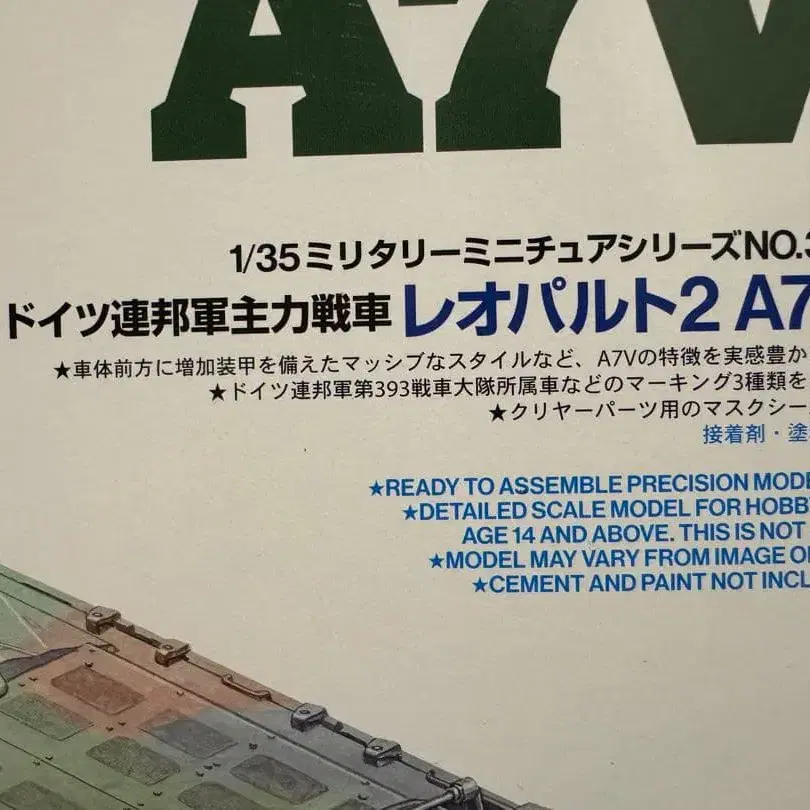 A7V
1/35ミリタリーミニチュアシリーズNO.3
ドイツ連邦軍主力戦車 レオパルト2 A7
★車体前方に増加装甲を備えたマッシブなスタイルなど、A7Vの特徴を実感豊か
★ドイツ連邦軍第393戦車大隊所属車などのマーキング3種類を
★クリヤーパーツ用のマスクシー
接着剤・塗
★READY TO ASSEMBLE PRECISION MODE
★DETAILED SCALE MODEL FOR HOBB
AGE 14 AND ABOVE. THIS IS NOT
★MODEL MAY VARY FROM IMAGE O
★CEMENT AND PAINT NOT INCL